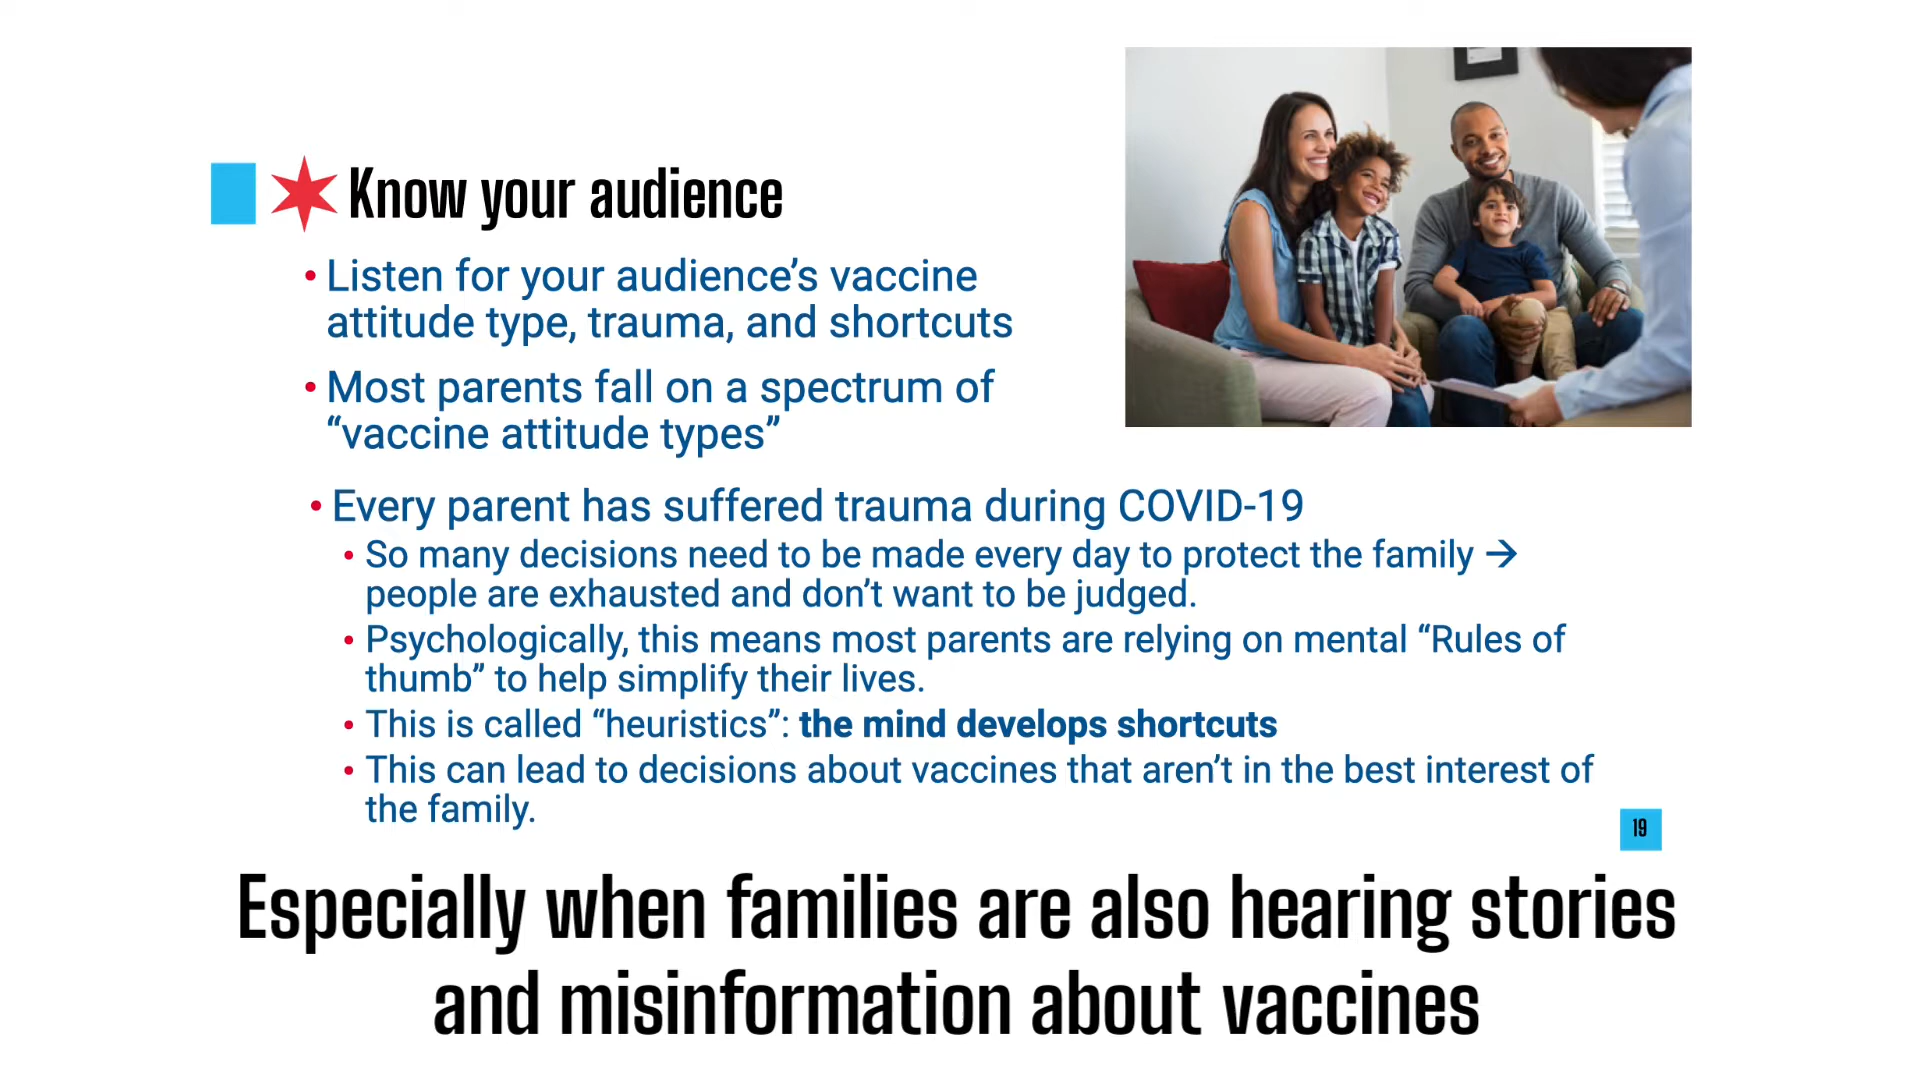 Know your audience
• Listen for your audience’s vaccine
attitude type, trauma, and shortcuts
• Most parents fall on a spectrum of
“vaccine attitude types”
• Every parent has suffered trauma during COVID-19
• So many decisions need to be made every day to protect the family →
people are exhausted and don’t want to be judged.
• Psychologically, this means most parents are relying on mental “Rules of
thumb” to help simplify their lives.
• This is called “heuristics”: the mind develops shortcuts
• This can lead to decisions about vaccines that aren’t in the best interest of
the family.
19
Especially when families are also hearing stories
and misinformation about vaccines